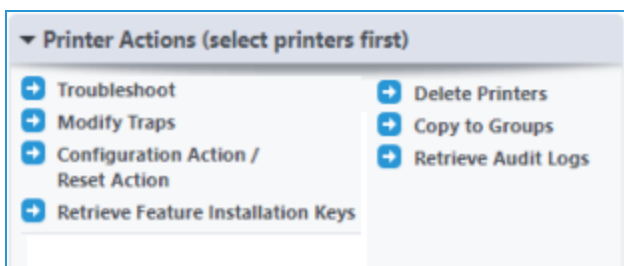 Printer Actions (select printers first)
Troubleshoot
Modify Traps
Configuration Action /
Reset Action
Retrieve Feature Installation Keys
Delete Printers
Copy to Groups
Retrieve Audit Logs